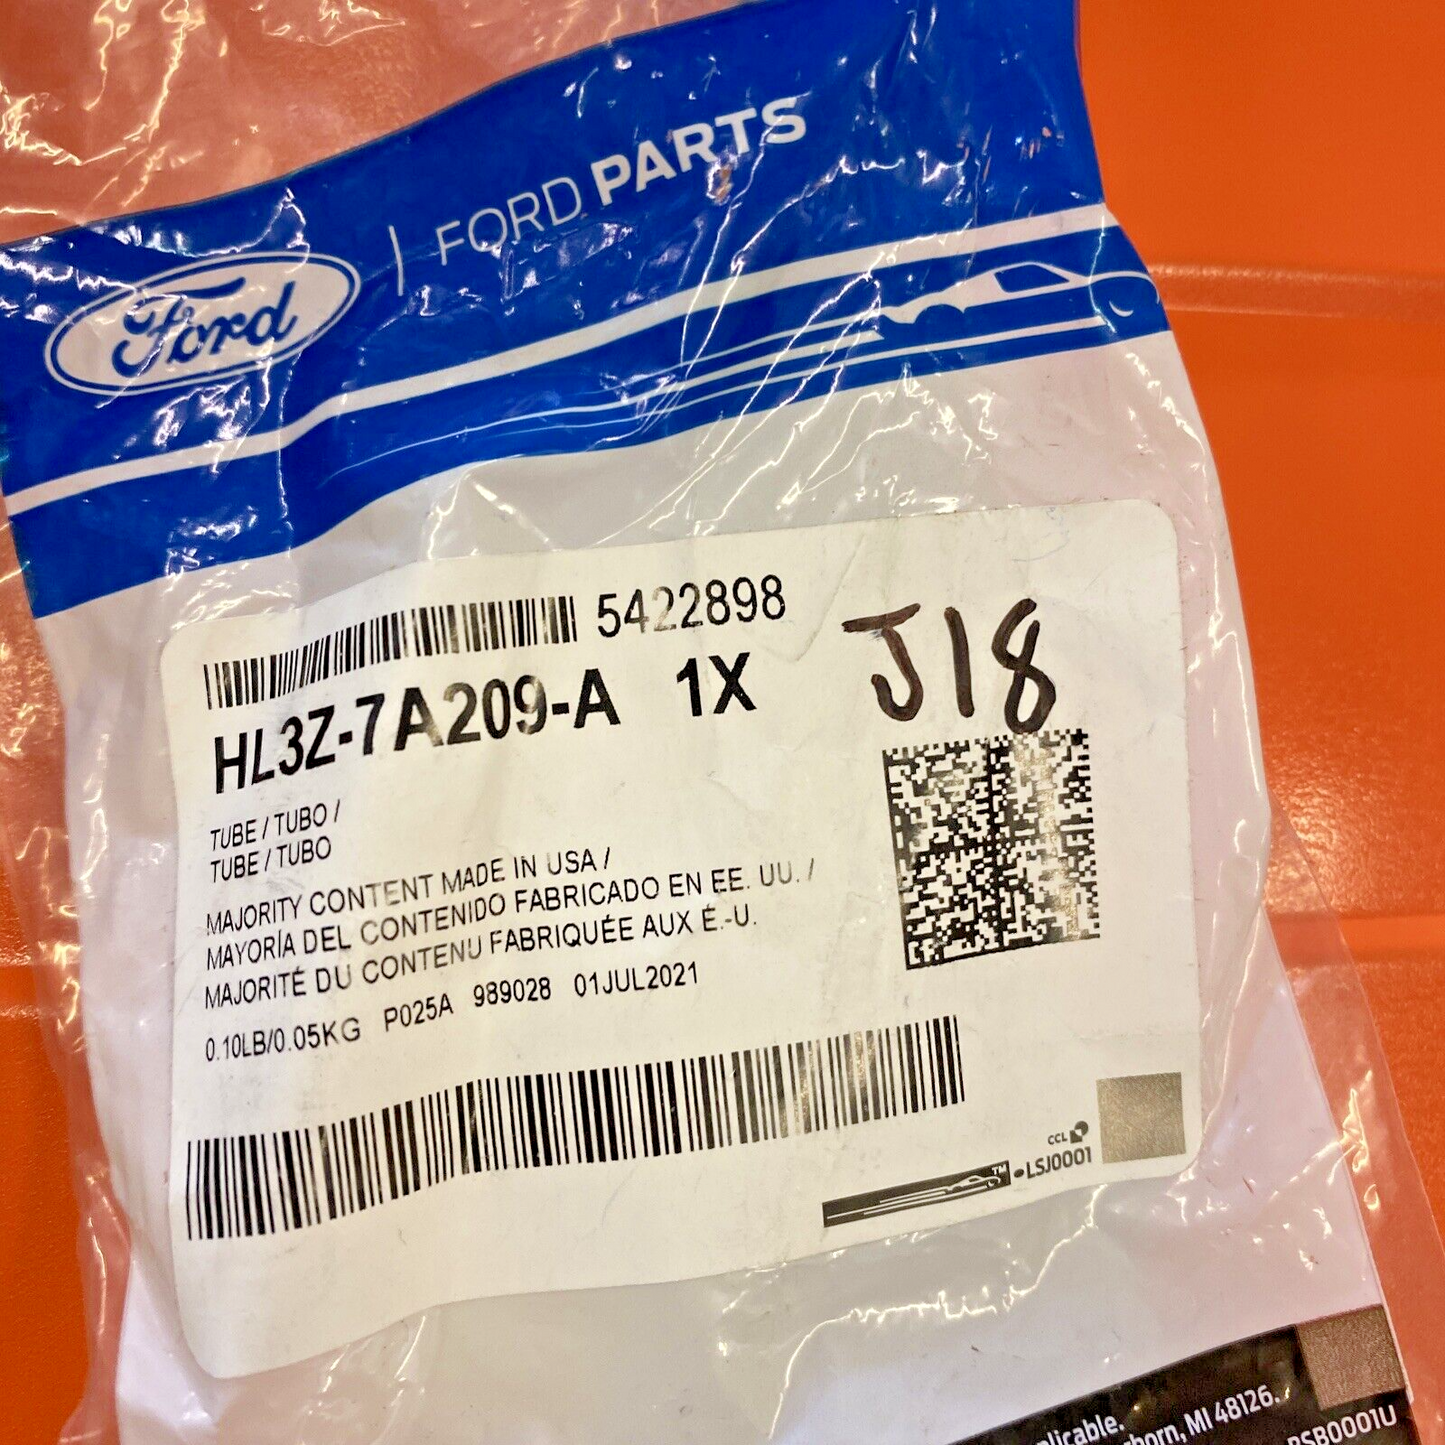 Ford | FORD PARTS
5422898
HL3Z-7A209-A 1X
J18
TUBE / TUBO /
TUBE / TUBO
MAJORITY CONTENT MADE IN USA /
MAYORÍA DEL CONTENIDO FABRICADO EN EE. UU. /
MAJORITÉ DU CONTENU FABRIQUÉE AUX É.-U.
0.10LB/0.05KG P025A 989028 01JUL2021
CCL
TM •LSJ0001
MI 48126.